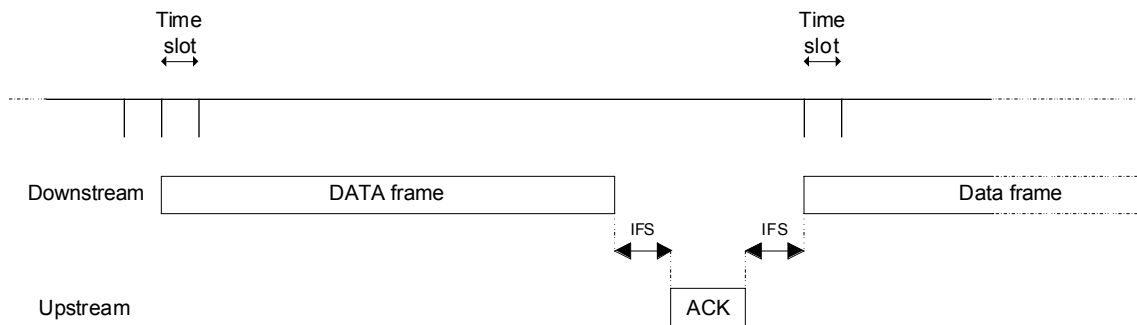 Time
slot
Time
slot
Downstream
DATA frame
Data frame
IFS
IFS
Upstream
ACK